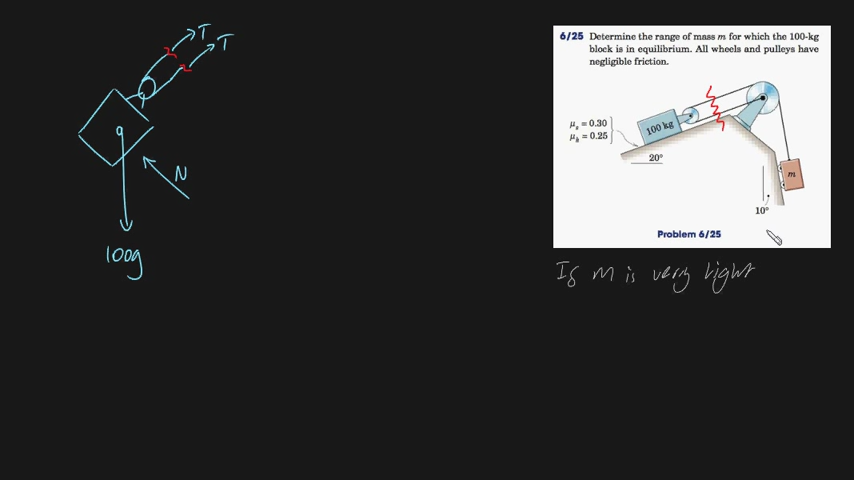 T
T
N
100g
6/25 Determine the range of mass m for which the 100-kg
block is in equilibrium. All wheels and pulleys have
negligible friction.
μs = 0.30
μk = 0.25
100 kg
20°
m
10°
Problem 6/25
If m is very light